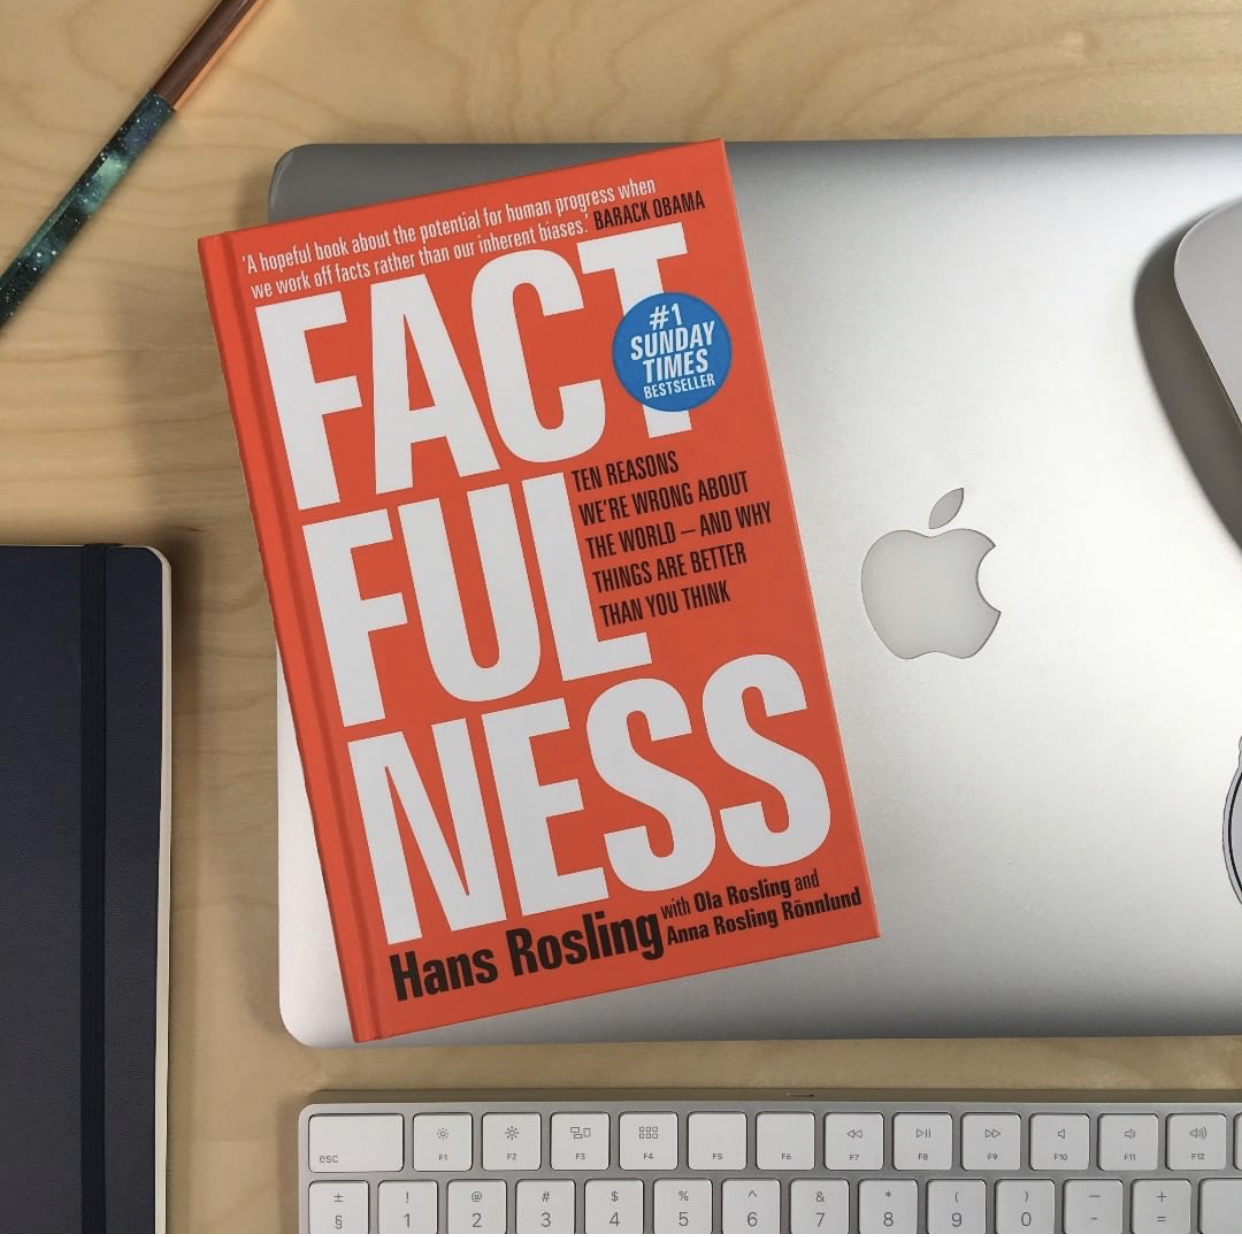 'A hopeful book about the potential for human progress when
we work off facts rather than our inherent biases.' BARACK OBAMA
FACT
#1
SUNDAY
TIMES
BESTSELLER
FUL
TEN REASONS
WE'RE WRONG ABOUT
THE WORLD – AND WHY
THINGS ARE BETTER
THAN YOU THINK
NESS
Hans Rosling with Ola Rosling and
Anna Rosling Rönnlund
esc F1 F2 F3 F4 F5 F6 F7 F8 F9 F10 F11 F12
± ! @ # $ % ^ & * ( ) — +
§ 1 2 3 4 5 6 7 8 9 0 - =